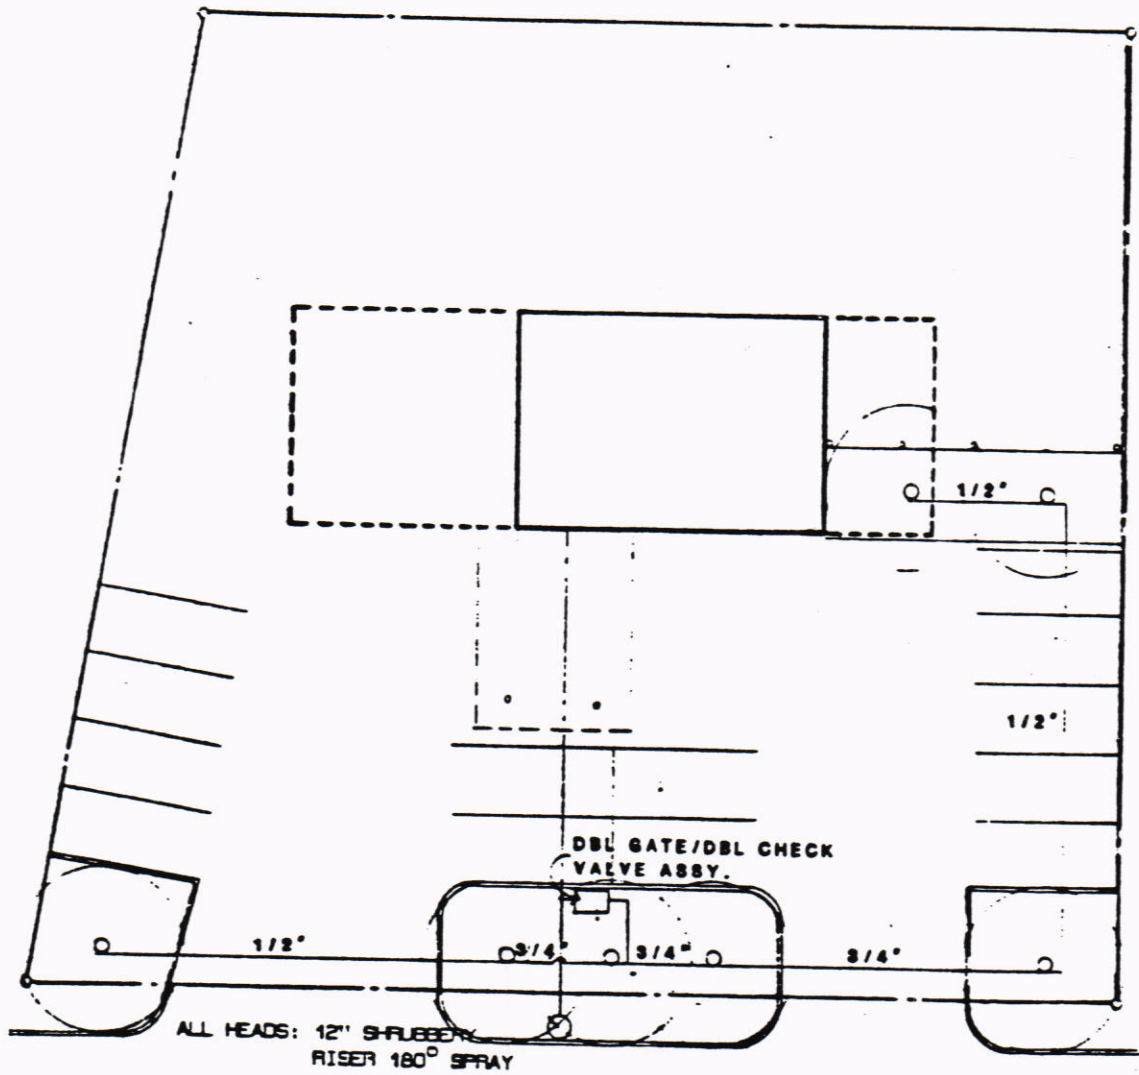 1/2"
1/2"
DBL GATE/DBL CHECK
VALVE ASSY.
1/2"
3/4"
3/4"
3/4"
ALL HEADS: 12" SHRUBBERY
RISER 180° SPRAY